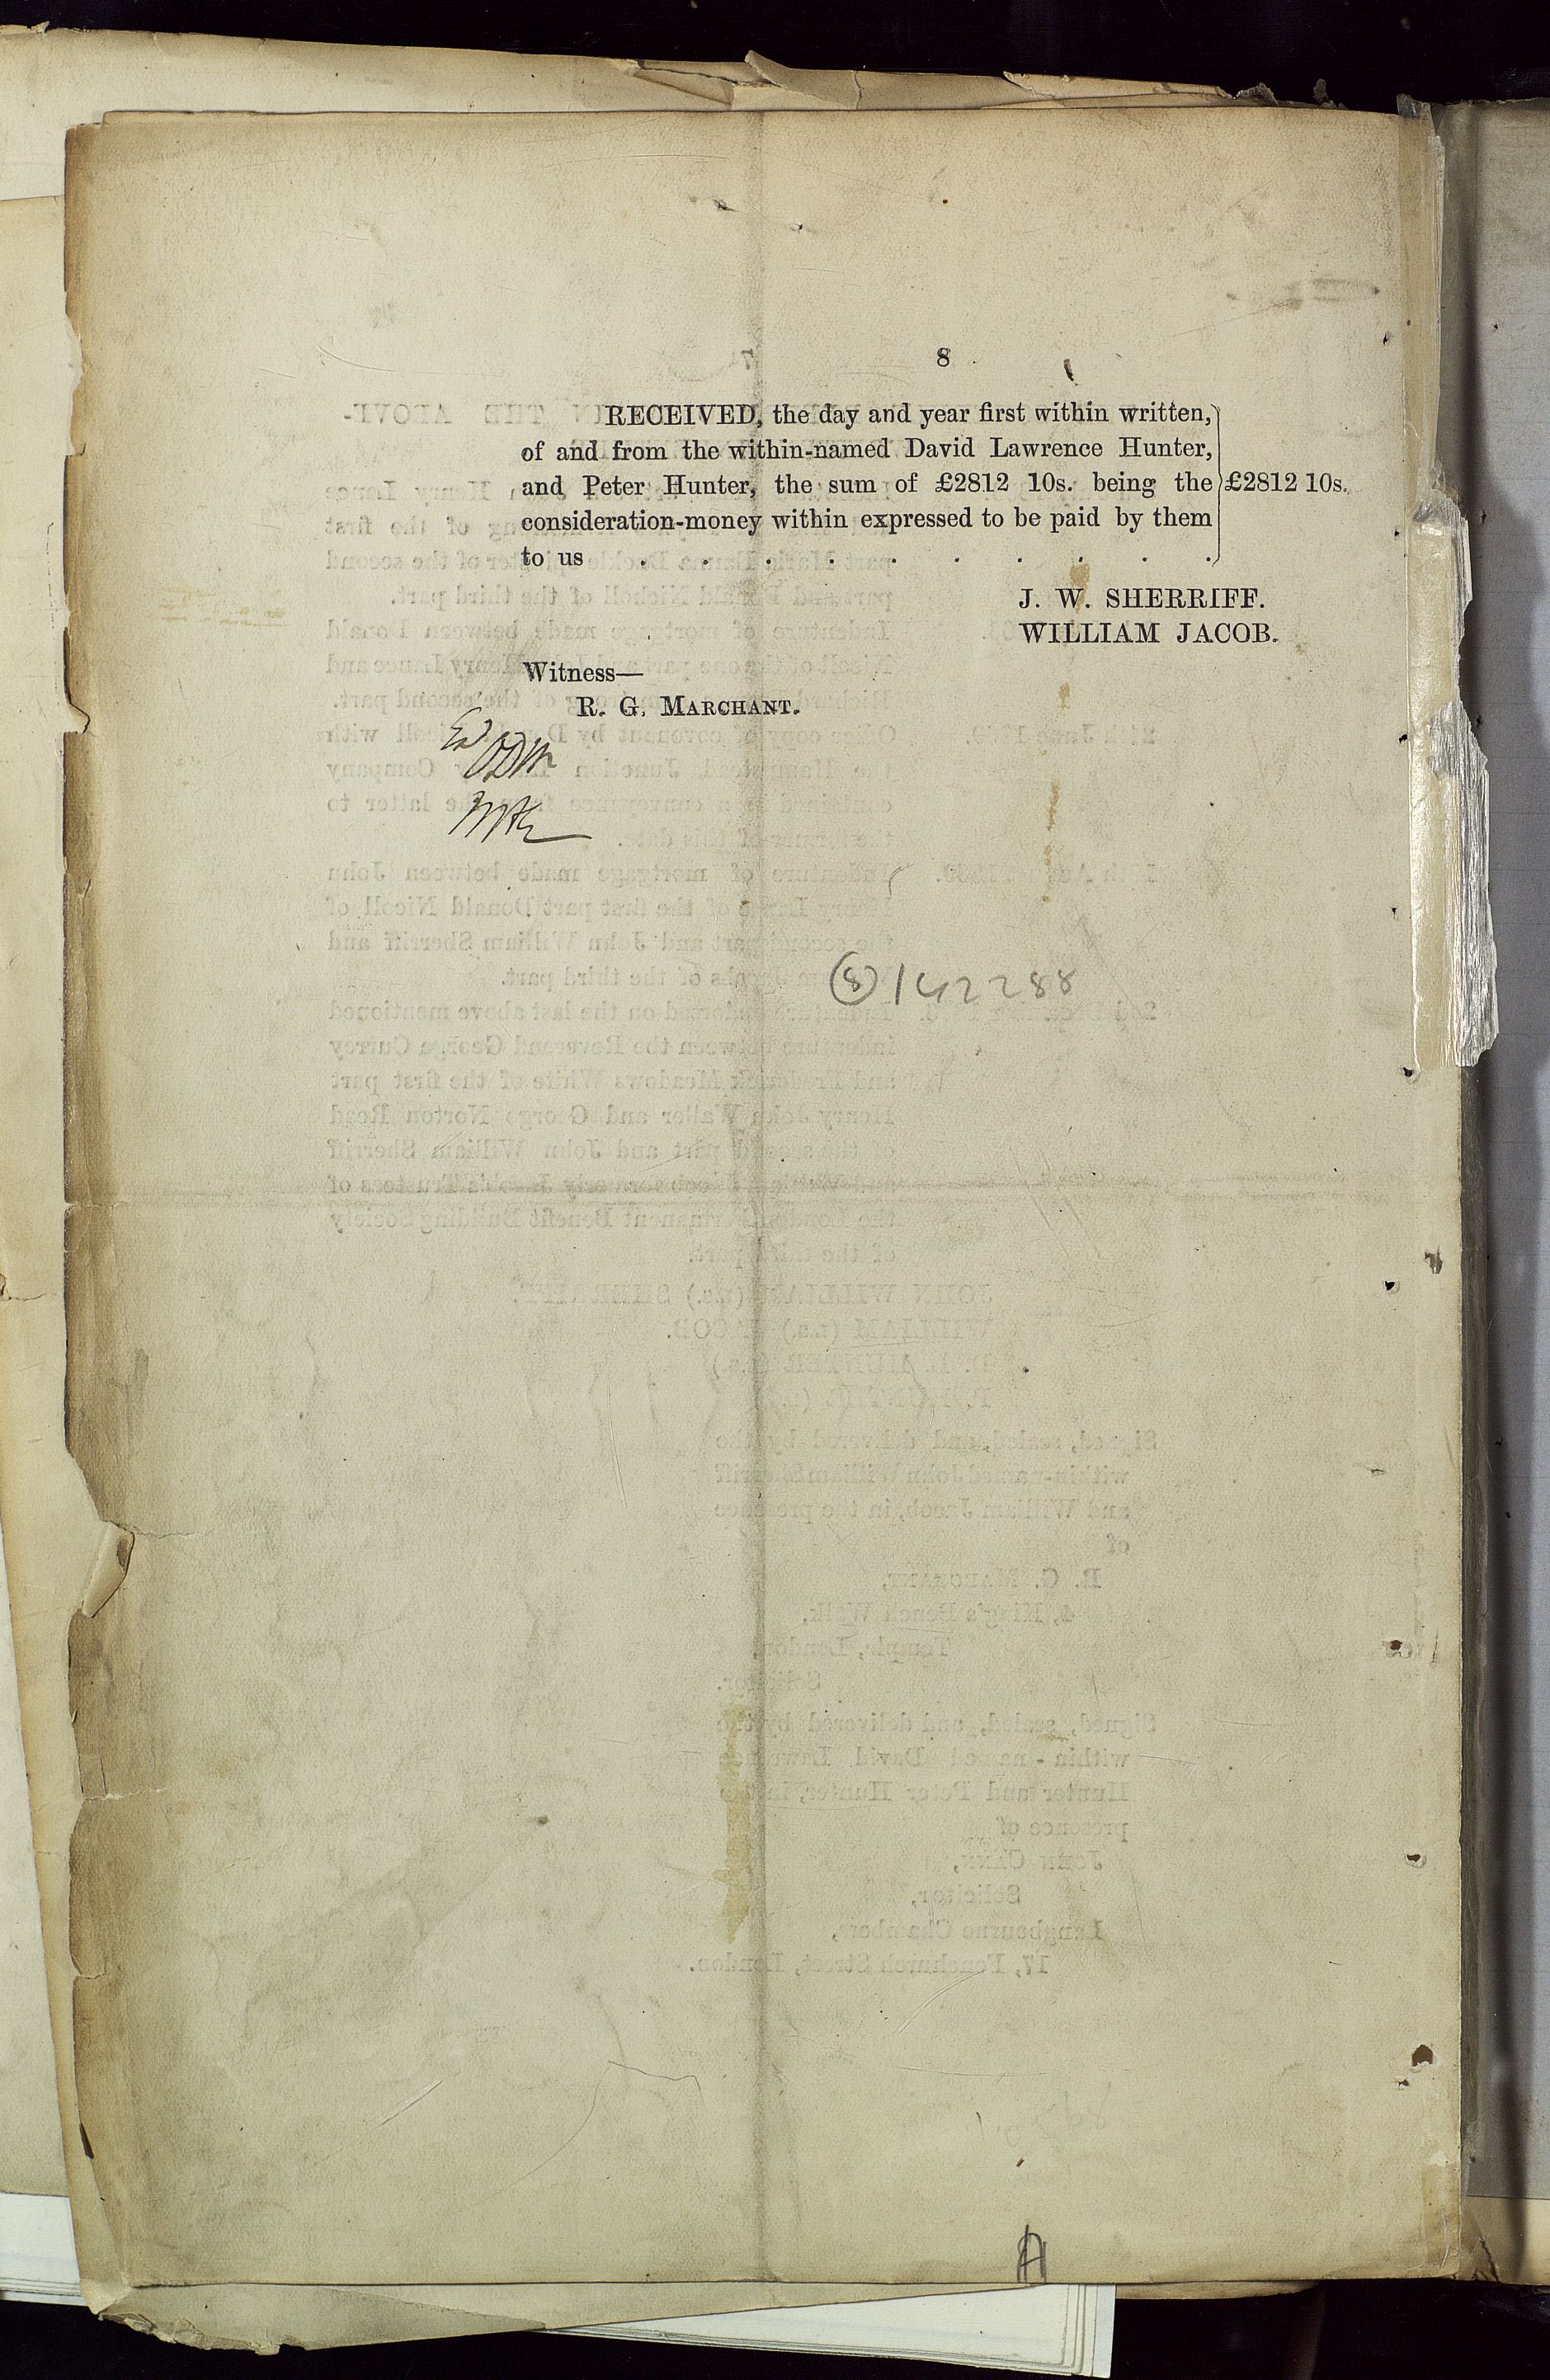 8
RECEIVED, the day and year first within written,
of and from the within-named David Lawrence Hunter,
and Peter Hunter, the sum of £2812 10s. being the £2812 10s.
consideration-money within expressed to be paid by them
to us . . . . . . . . . .
J. W. SHERRIFF.
WILLIAM JACOB.
Witness—
R. G. MARCHANT.
(8) 142288
A